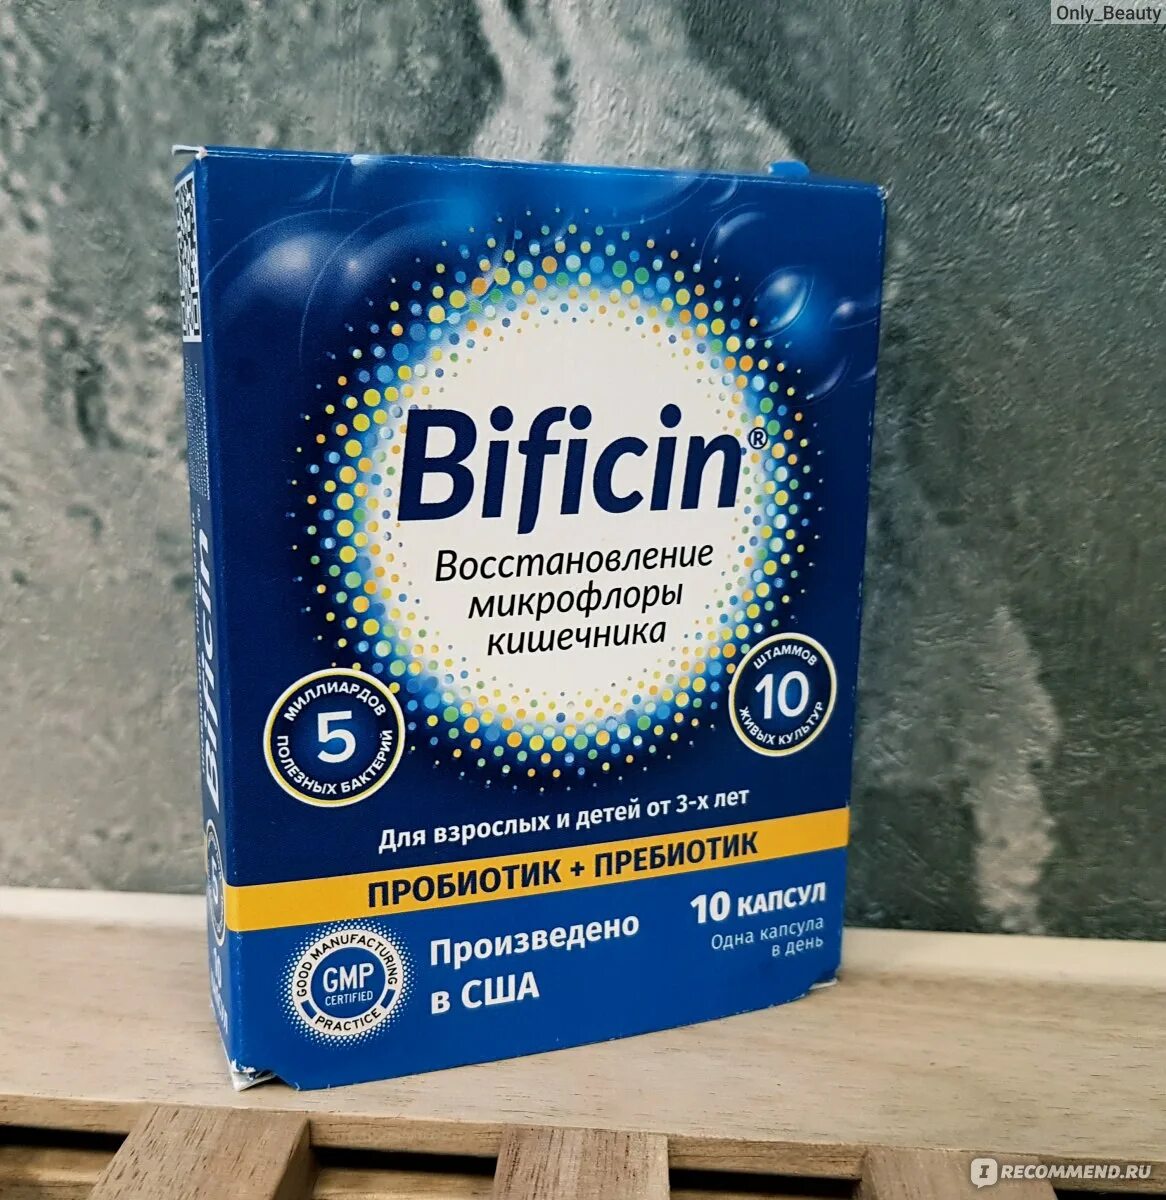 Only_Beauty
Bificin®
Восстановление
микрофлоры
кишечника
МИЛЛИАРДОВ
5
ПОЛЕЗНЫХ БАКТЕРИЙ
ШТАММОВ
10
ЖИВЫХ КУЛЬТУР
Для взрослых и детей от 3-х лет
ПРОБИОТИК + ПРЕБИОТИК
GOOD MANUFACTURING
GMP
CERTIFIED
PRACTICE
Произведено
в США
10 КАПСУЛ
Одна капсула
в день
Bificin
IRECOMMEND.RU